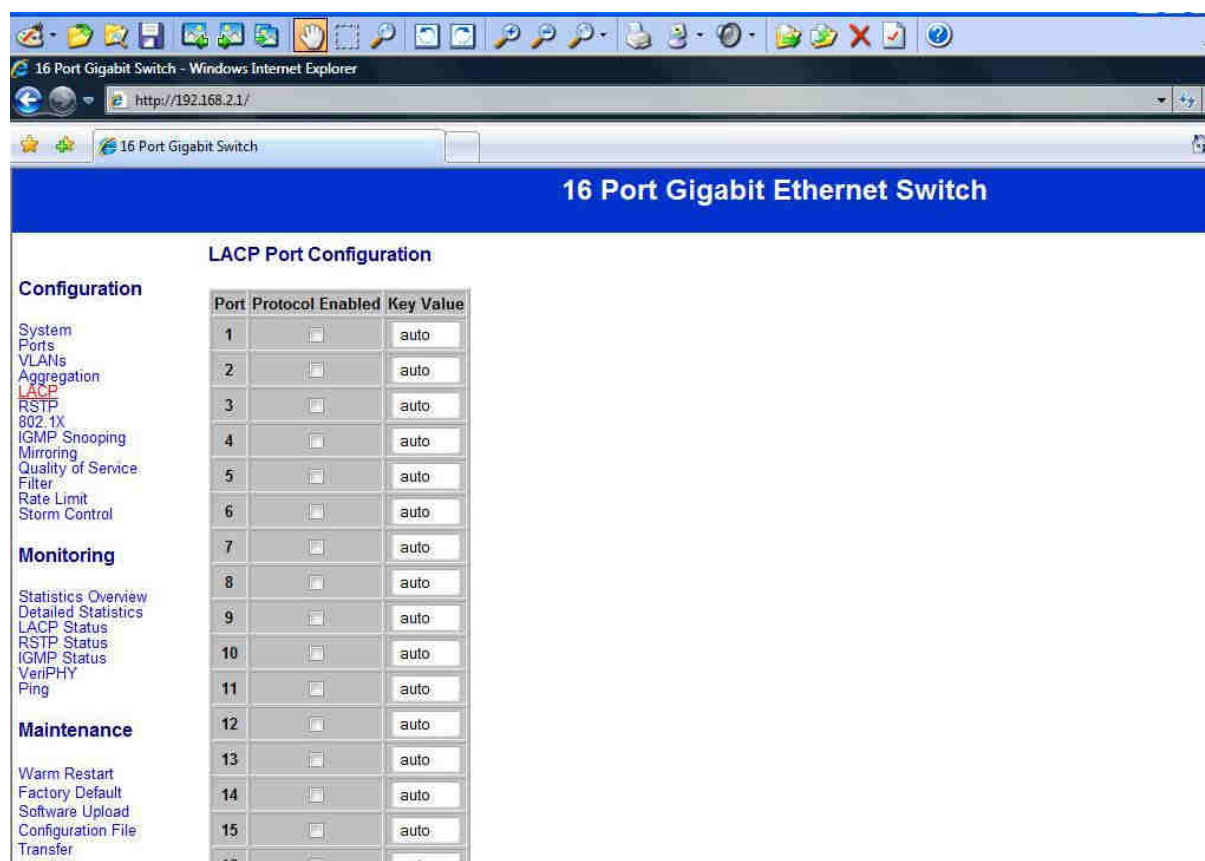 16 Port Gigabit Switch - Windows Internet Explorer
http://192.168.2.1/
16 Port Gigabit Switch
16 Port Gigabit Ethernet Switch
LACP Port Configuration
Configuration
System
Ports
VLANs
Aggregation
LACP
RSTP
802.1X
IGMP Snooping
Mirroring
Quality of Service
Filter
Rate Limit
Storm Control
Monitoring
Statistics Overview
Detailed Statistics
LACP Status
RSTP Status
IGMP Status
VeriPHY
Ping
Maintenance
Warm Restart
Factory Default
Software Upload
Configuration File
Transfer
Port Protocol Enabled Key Value
1 auto
2 auto
3 auto
4 auto
5 auto
6 auto
7 auto
8 auto
9 auto
10 auto
11 auto
12 auto
13 auto
14 auto
15 auto